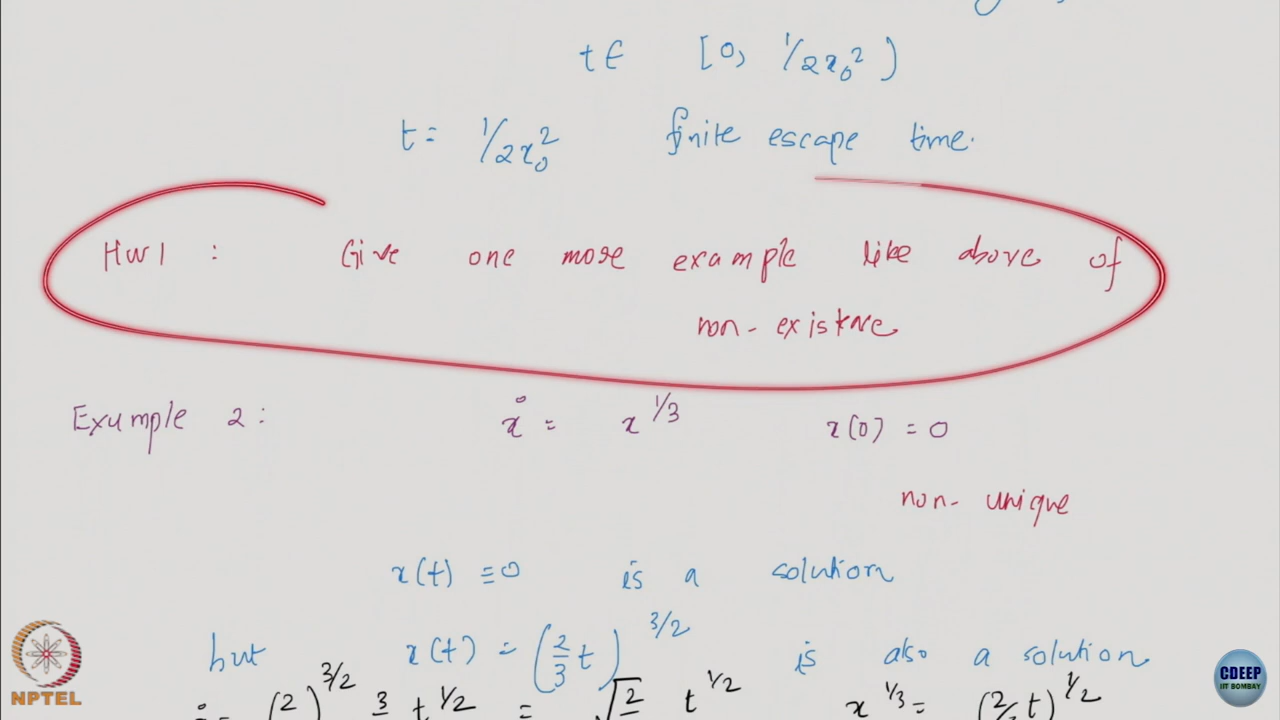 t ∈ [0, 1/2x₀²)
t = 1/2x₀² finite escape time.
HW1 : Give one more example like above of
non-existnce
Example 2 : ẋ = x^1/3 x(0) = 0
non-unique
x(t) ≡ 0 is a solution
but x(t) = (2/3 t)^3/2 is also a solution
NPTEL
CDEEP
IIT BOMBAY